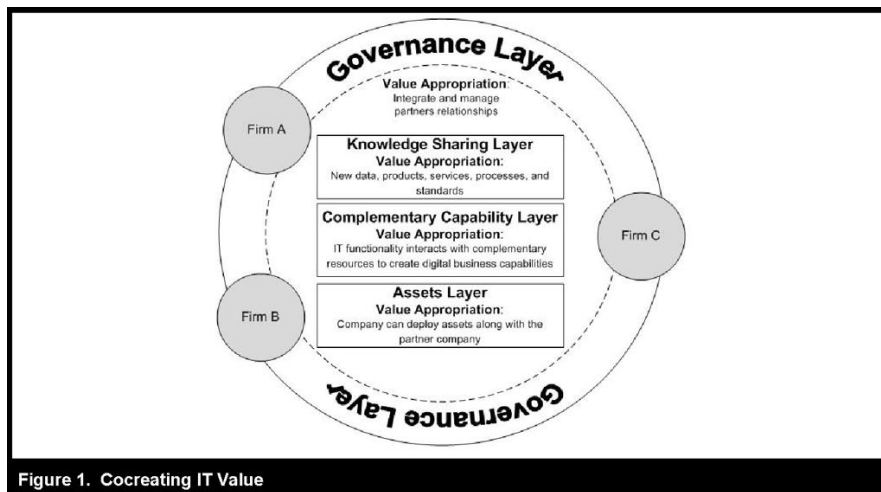 Governance Layer
Value Appropriation:
Integrate and manage
partners relationships
Firm A
Knowledge Sharing Layer
Value Appropriation:
New data, products, services, processes, and
standards
Complementary Capability Layer
Value Appropriation:
IT functionality interacts with complementary
resources to create digital business capabilities
Firm C
Assets Layer
Value Appropriation:
Company can deploy assets along with the
partner company
Firm B
Governance Layer
Figure 1. Cocreating IT Value